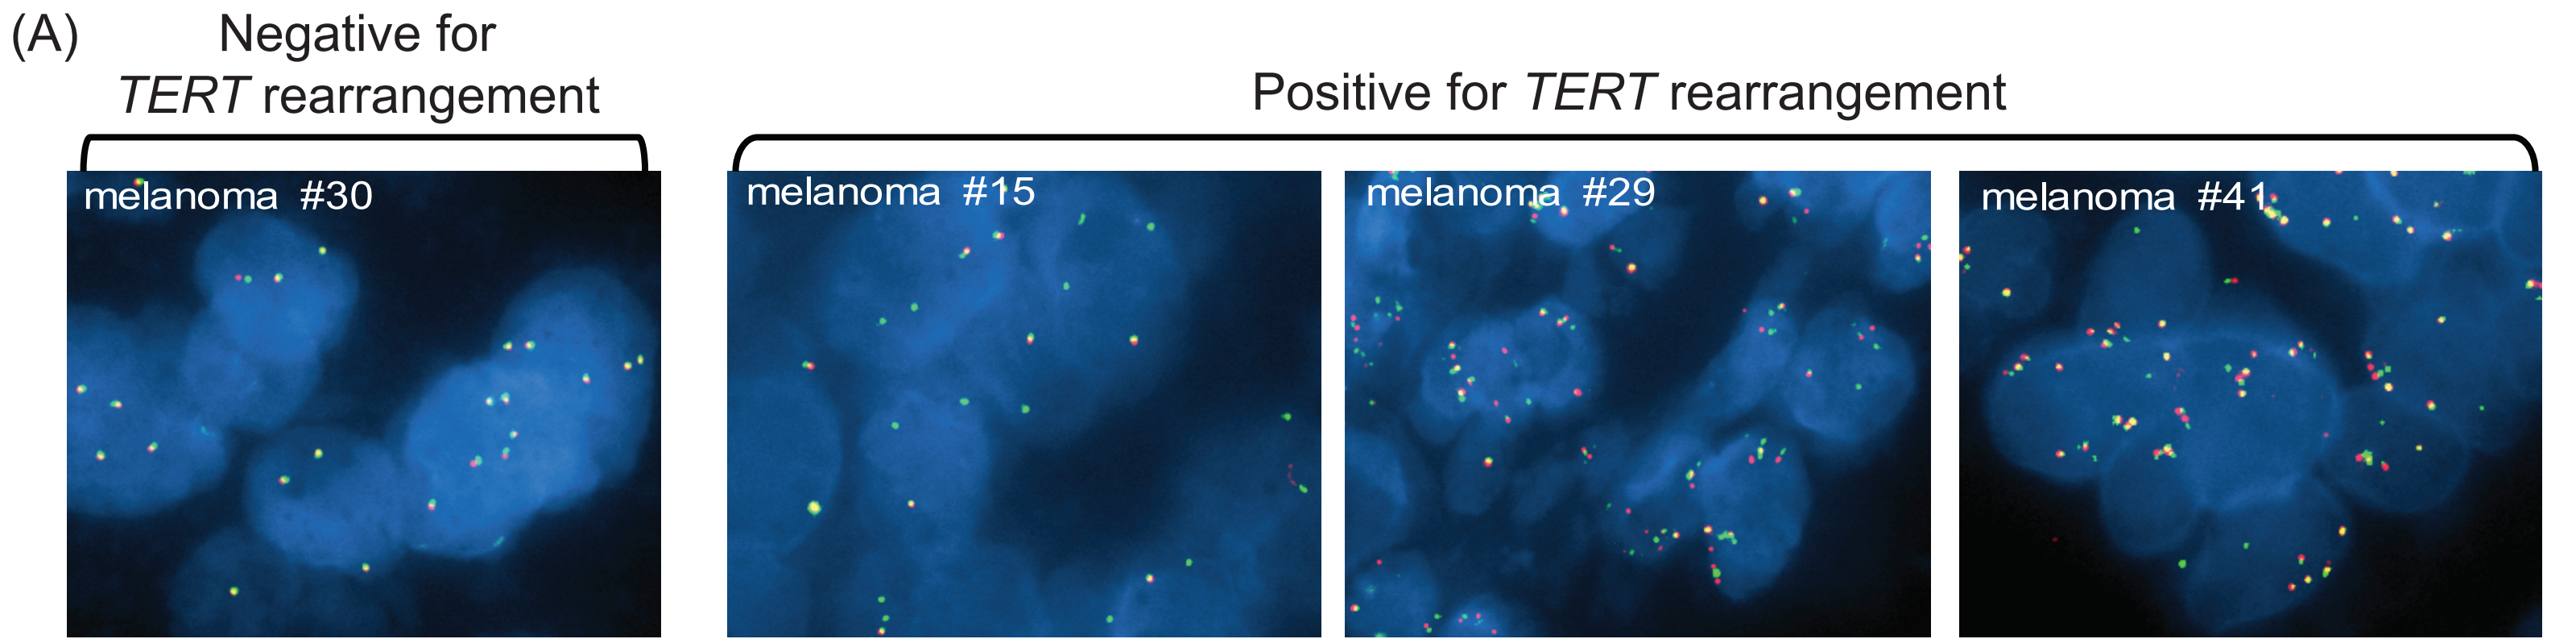 (A)
Negative for
TERT rearrangement
Positive for TERT rearrangement
melanoma #30
melanoma #15
melanoma #29
melanoma #41